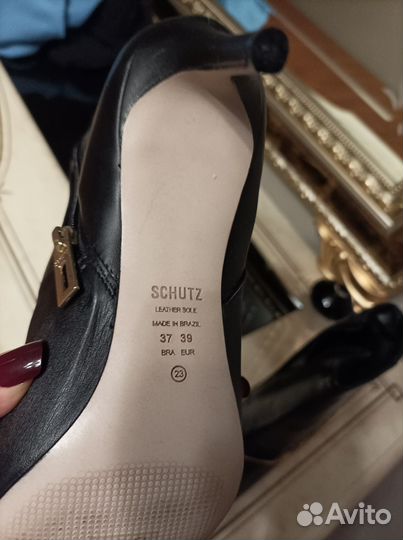 SCHUTZ
LEATHER SOLE
MADE IN BRAZIL
37 39
BRA EUR
23
Avito